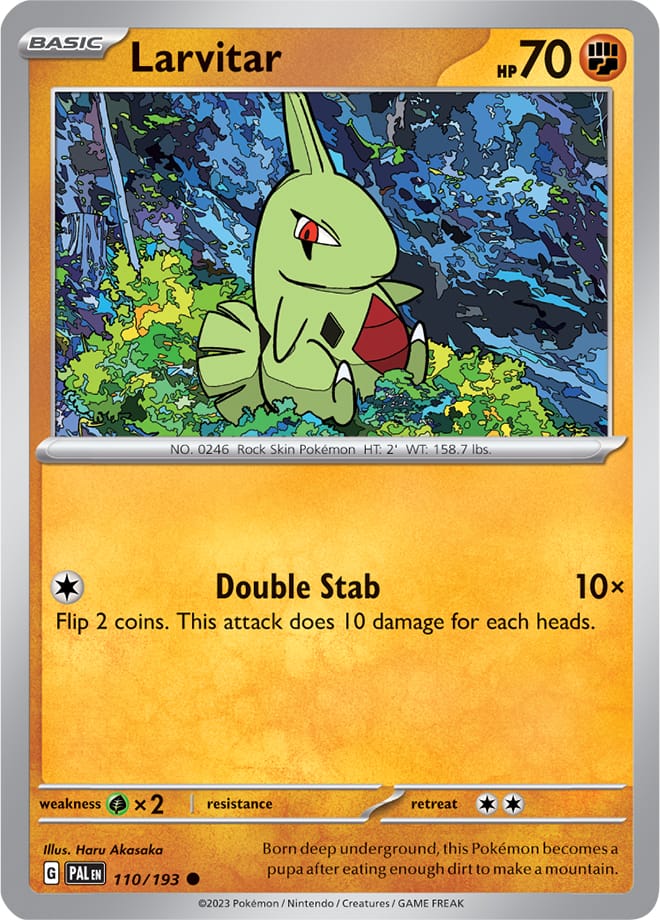 BASIC Larvitar HP 70
NO. 0246 Rock Skin Pokémon HT: 2' WT: 158.7 lbs.
Double Stab 10×
Flip 2 coins. This attack does 10 damage for each heads.
weakness ×2 resistance retreat
Illus. Haru Akasaka
Born deep underground, this Pokémon becomes a
pupa after eating enough dirt to make a mountain.
G PAL EN 110/193
©2023 Pokémon / Nintendo / Creatures / GAME FREAK